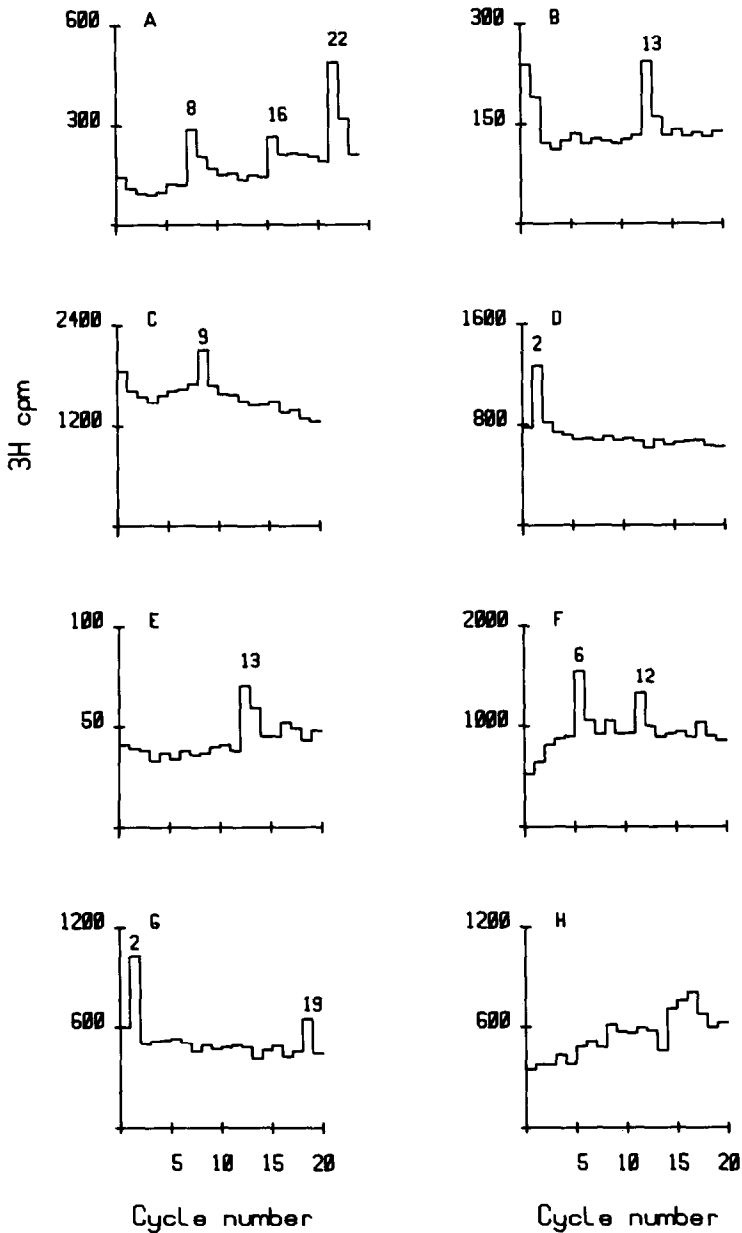 600 A 22 300 B 13
8 16
300 150
2400 C 9 1600 D 2
1200 800
3H cpm
100 E 13 2000 F 6 12
50 1000
1200 G 2 19 1200 H
600 600
5 10 15 20 5 10 15 20
Cycle number Cycle number